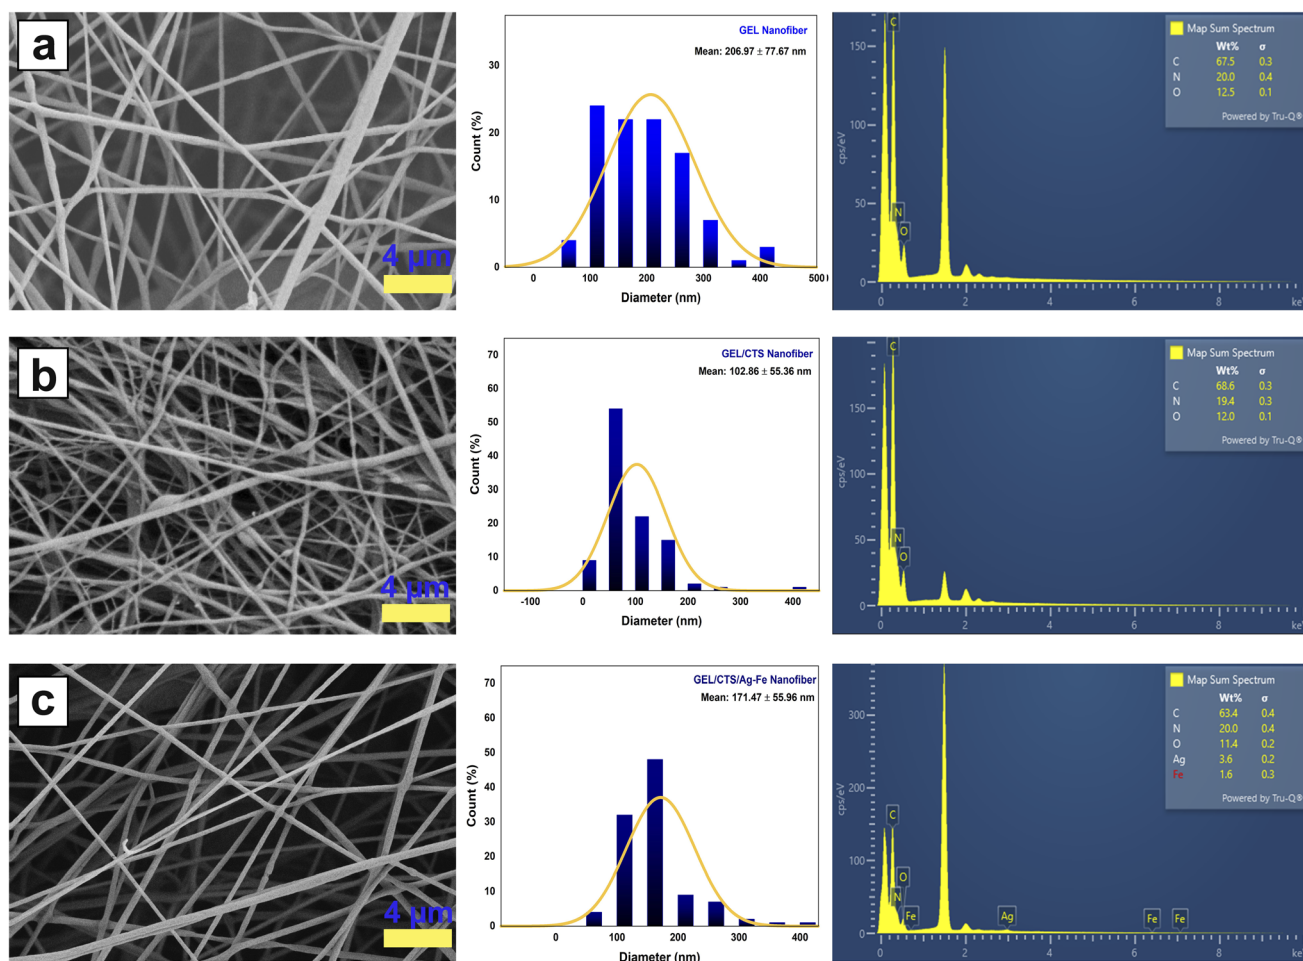 a
4 μm
GEL Nanofiber
Mean: 206.97 ± 77.67 nm
Count (%)
30
20
10
0
0 100 200 300 400 500
Diameter (nm)
Map Sum Spectrum
Wt% σ
C 67.5 0.3
N 20.0 0.4
O 12.5 0.1
Powered by Tru-Q®
cps/eV
150
100
50
0
C
N
O
0 2 4 6 8 ke
b
4 μm
GEL/CTS Nanofiber
Mean: 102.86 ± 55.36 nm
Count (%)
70
60
50
40
30
20
10
0
-100 0 100 200 300 400
Diameter (nm)
Map Sum Spectrum
Wt% σ
C 68.6 0.3
N 19.4 0.3
O 12.0 0.1
Powered by Tru-Q®
cps/eV
150
100
50
0
C
N
O
0 2 4 6 8 ke
c
4 μm
GEL/CTS/Ag-Fe Nanofiber
Mean: 171.47 ± 55.96 nm
Count (%)
70
60
50
40
30
20
10
0
0 100 200 300 400
Diameter (nm)
Map Sum Spectrum
Wt% σ
C 63.4 0.4
N 20.0 0.4
O 11.4 0.2
Ag 3.6 0.2
Fe 1.6 0.3
Powered by Tru-Q®
cps/eV
300
200
100
0
C
O
N
Fe
Ag
Fe
Fe
0 2 4 6 8 ke